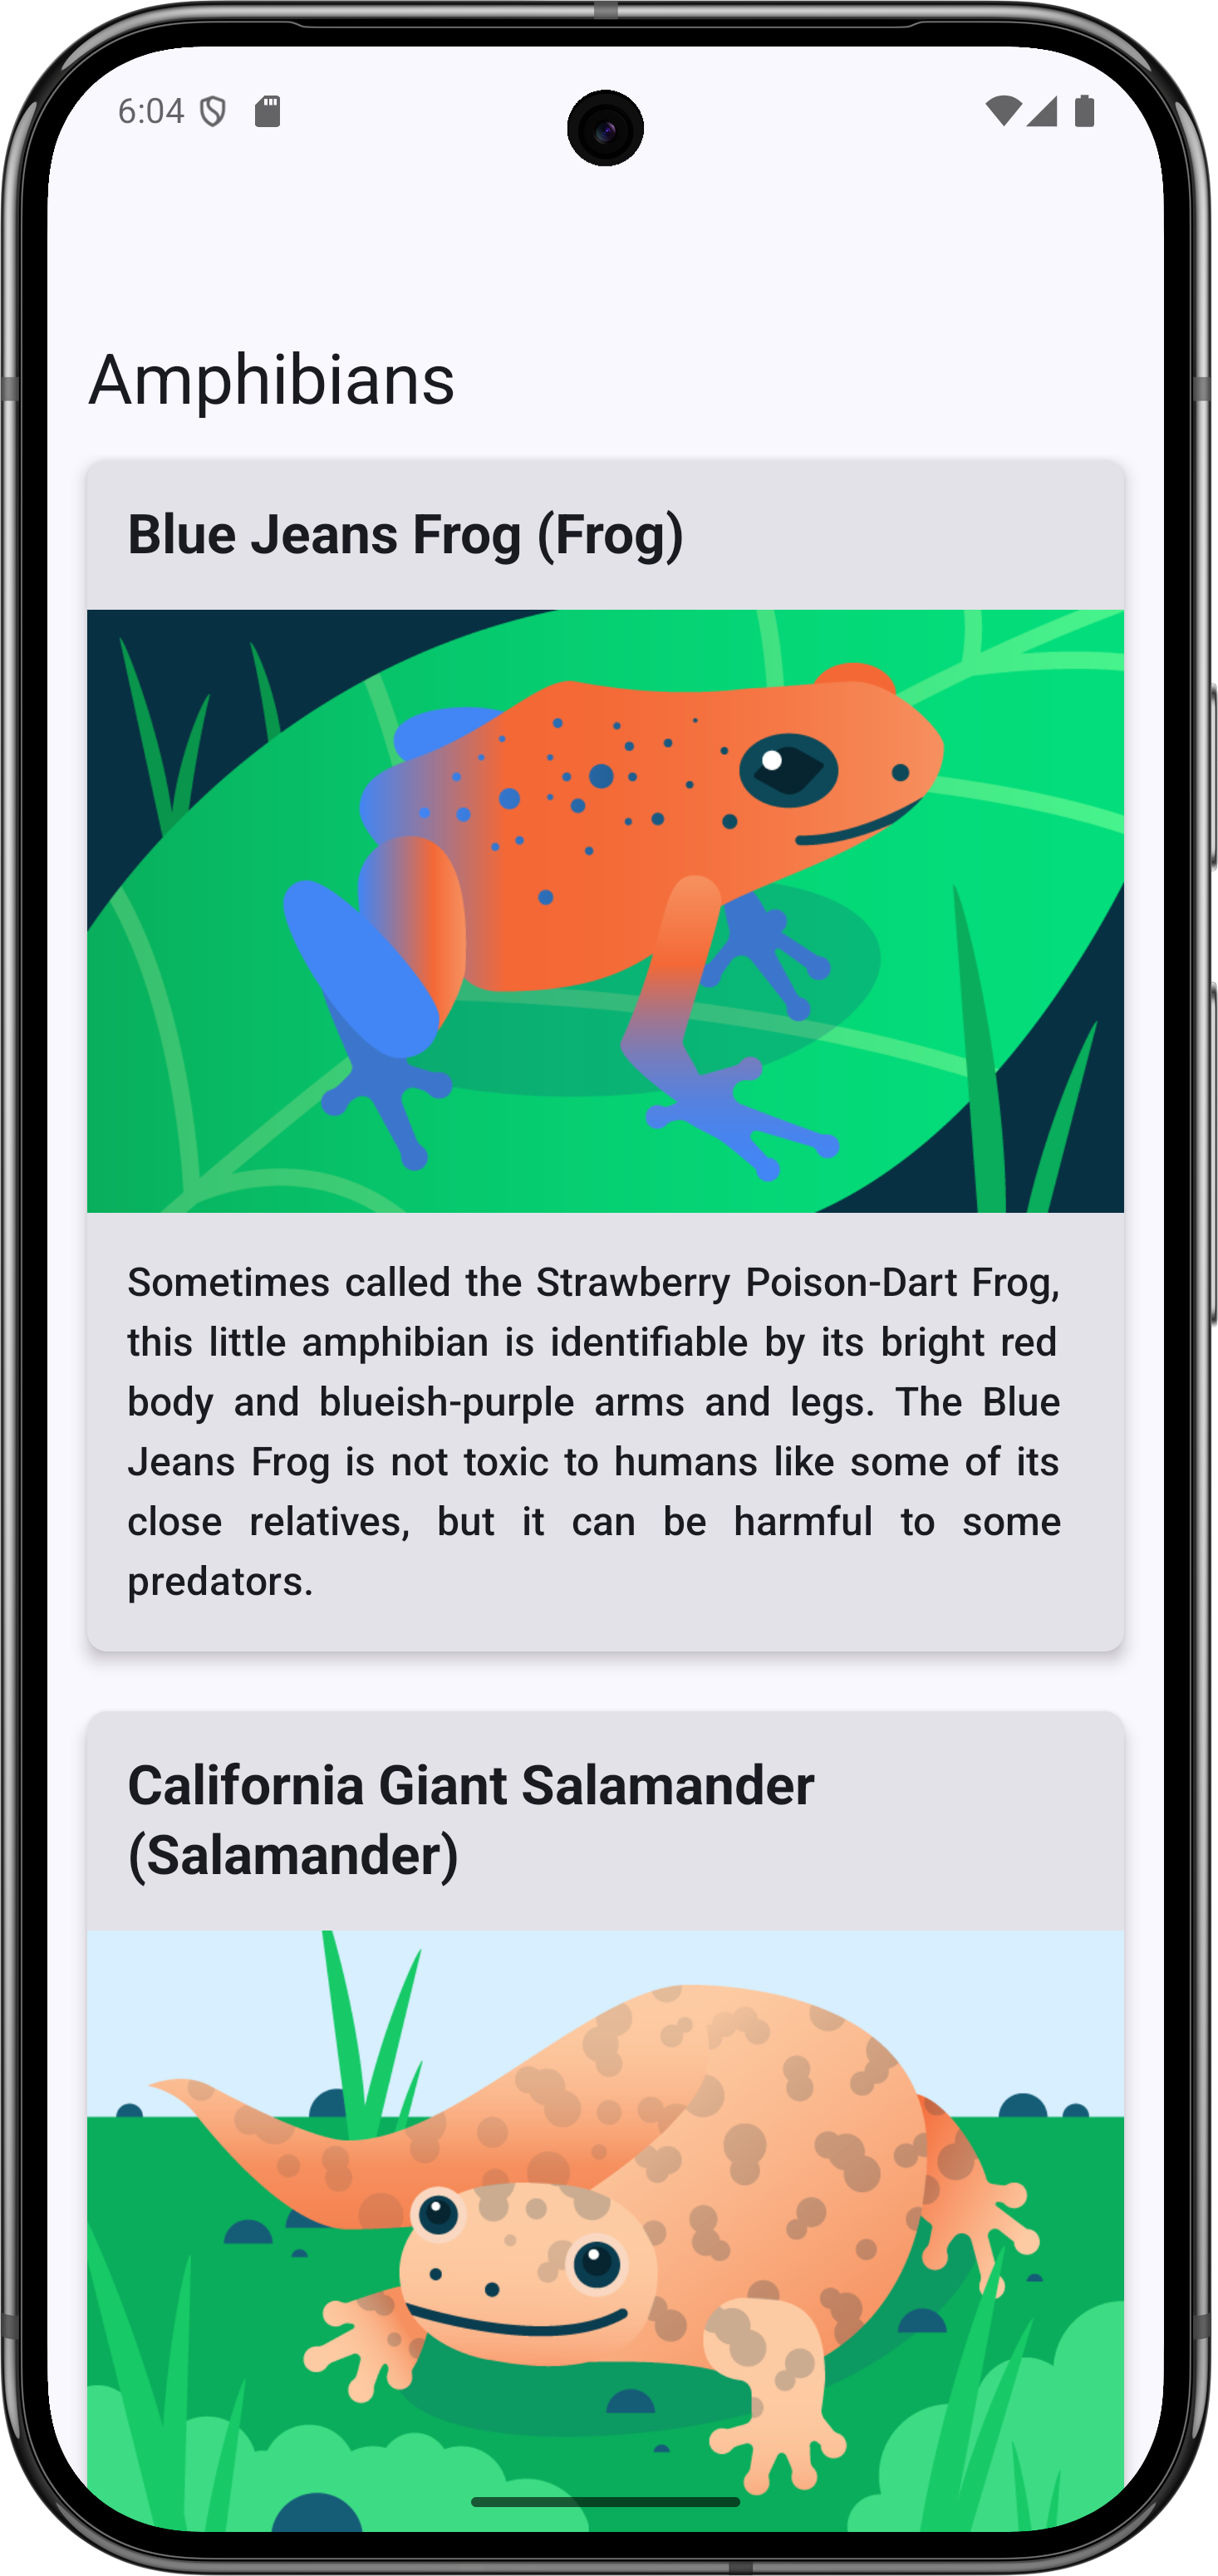 6:04
Amphibians
Blue Jeans Frog (Frog)
Sometimes called the Strawberry Poison-Dart Frog,
this little amphibian is identifiable by its bright red
body and blueish-purple arms and legs. The Blue
Jeans Frog is not toxic to humans like some of its
close relatives, but it can be harmful to some
predators.
California Giant Salamander
(Salamander)